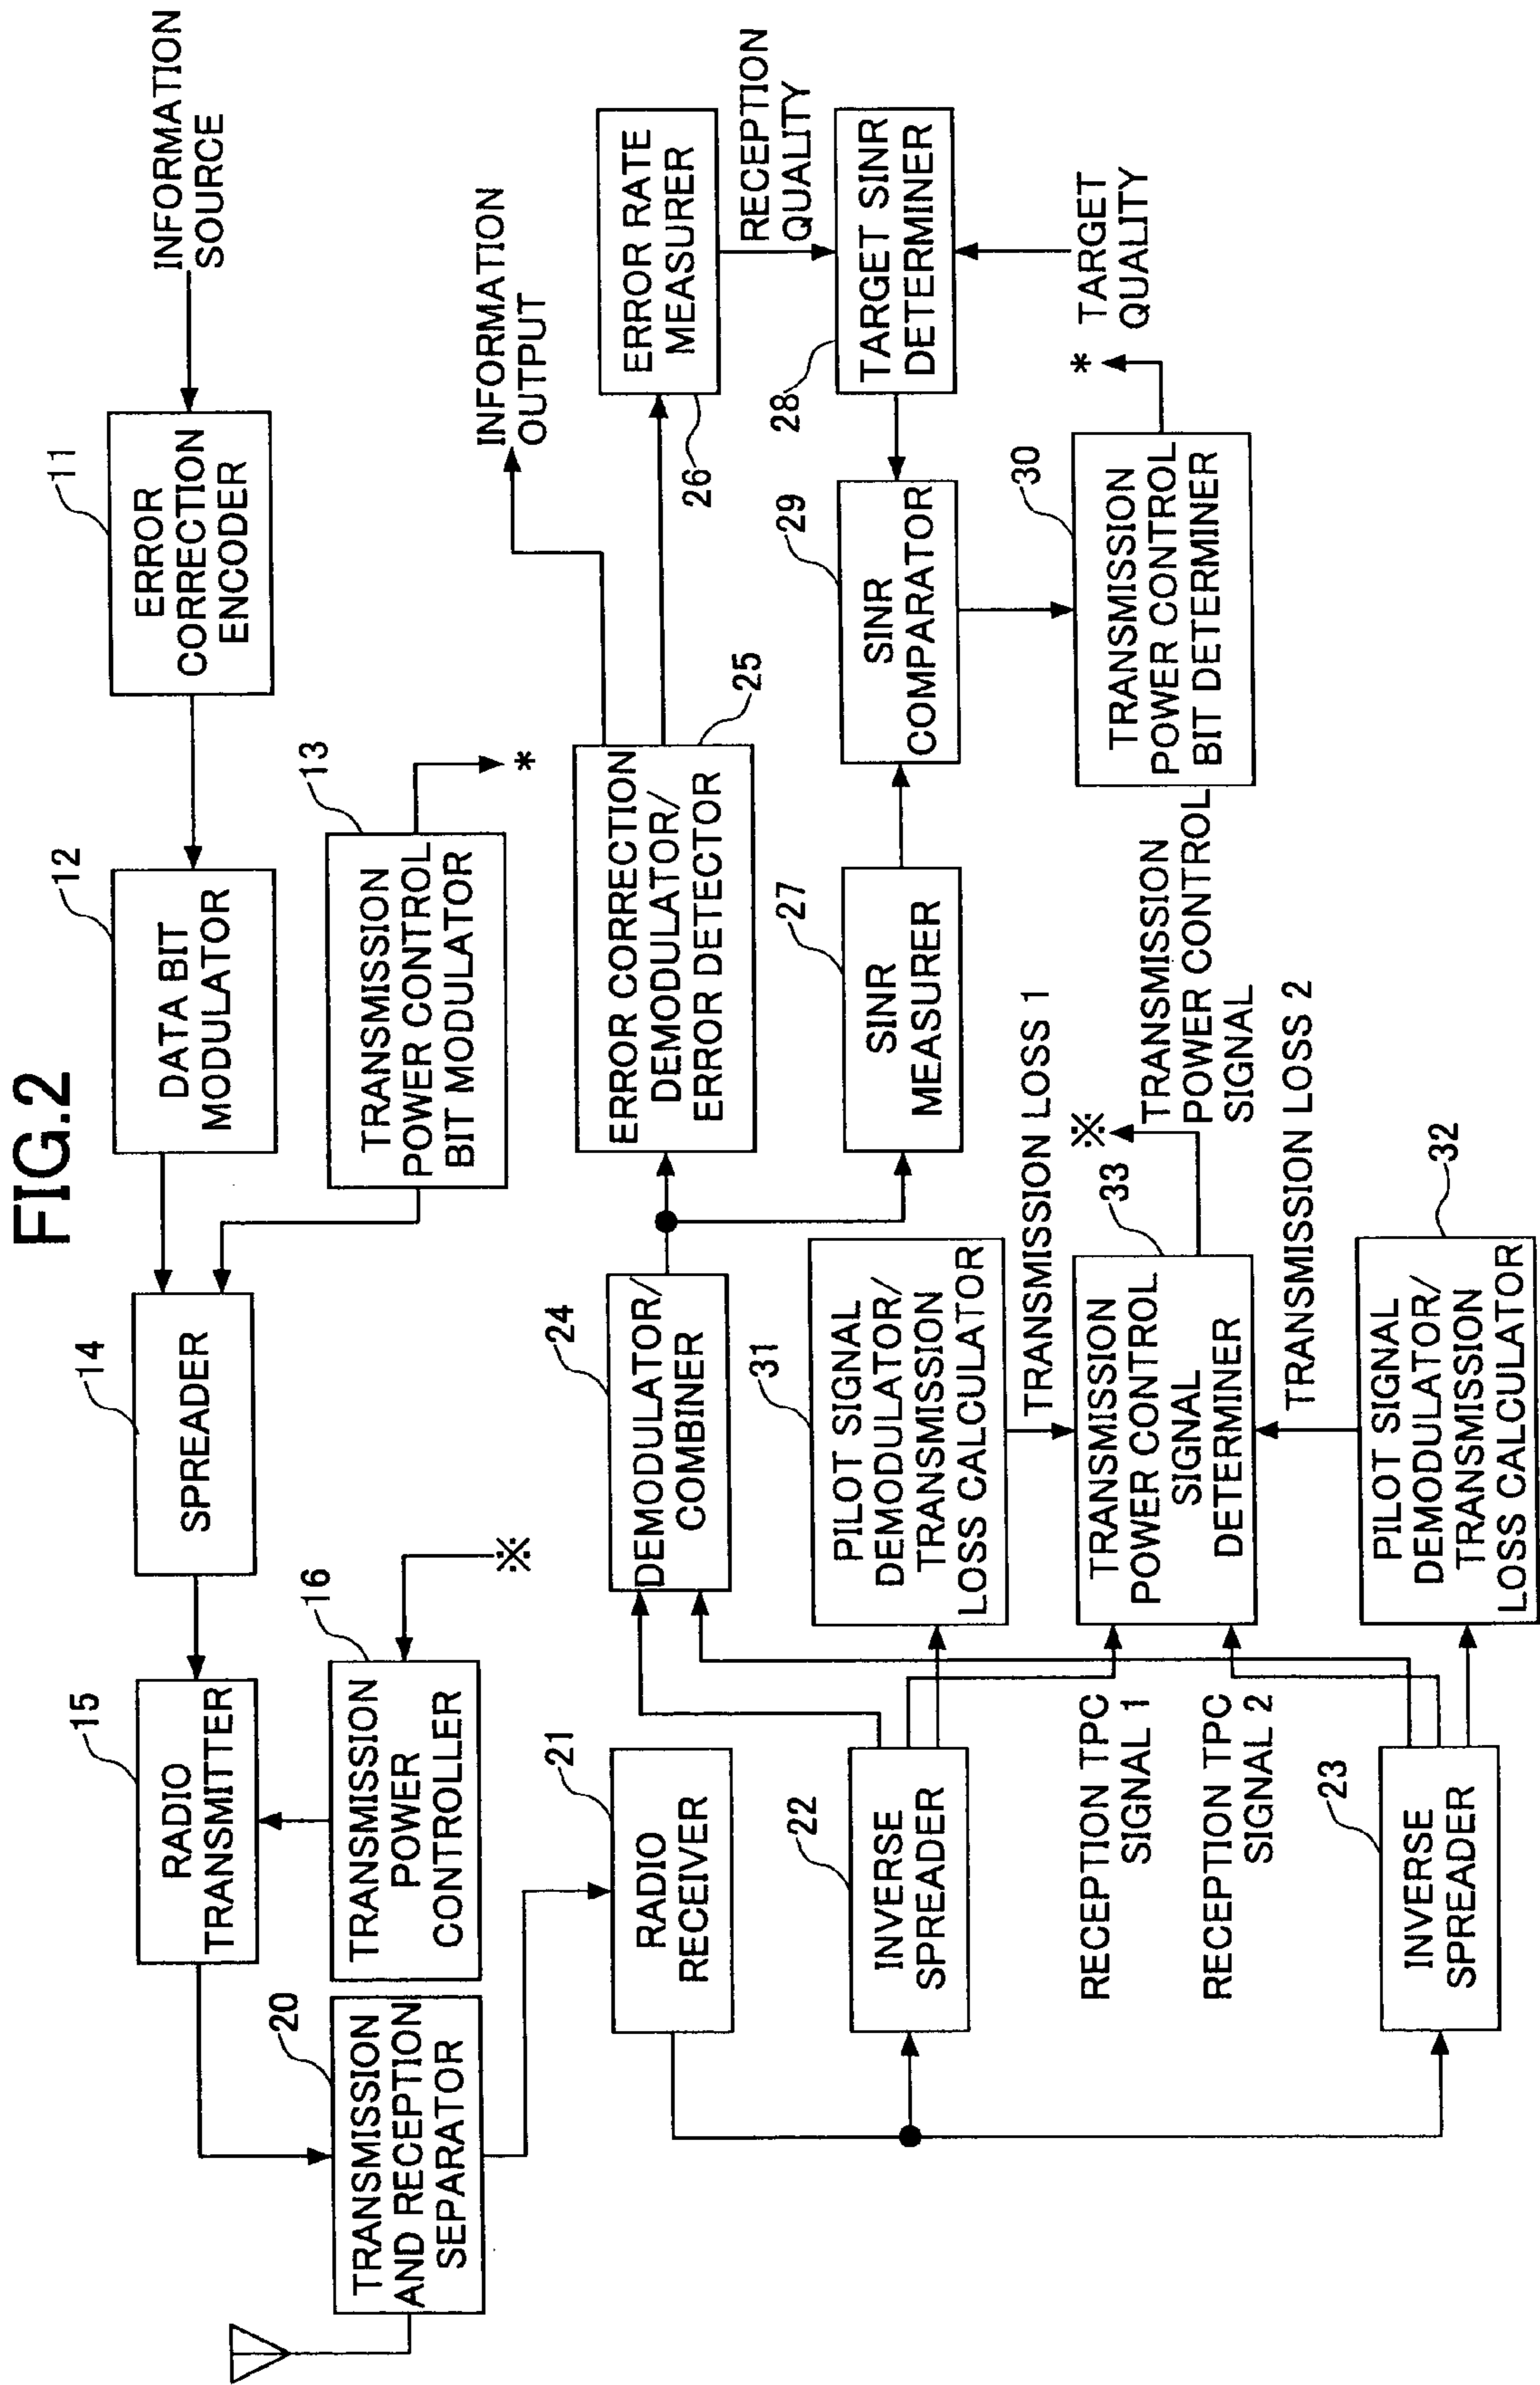 FIG.2
INFORMATION
SOURCE
11
ERROR
CORRECTION
ENCODER
12
DATA BIT
MODULATOR
13
TRANSMISSION
POWER CONTROL
BIT MODULATOR
*
14
SPREADER
15
RADIO
TRANSMITTER
16
TRANSMISSION
POWER
CONTROLLER
※
20
TRANSMISSION
AND RECEPTION
SEPARATOR
21
RADIO
RECEIVER
22
INVERSE
SPREADER
23
INVERSE
SPREADER
RECEPTION TPC
SIGNAL 1
RECEPTION TPC
SIGNAL 2
24
DEMODULATOR/
COMBINER
25
ERROR CORRECTION
DEMODULATOR/
ERROR DETECTOR
INFORMATION
OUTPUT
26
ERROR RATE
MEASURER
RECEPTION
QUALITY
27
SINR
MEASURER
28
TARGET SINR
DETERMINER
TARGET
QUALITY
29
SINR
COMPARATOR
30
TRANSMISSION
POWER CONTROL
BIT DETERMINER
*
31
PILOT SIGNAL
DEMODULATOR/
TRANSMISSION
LOSS CALCULATOR
TRANSMISSION LOSS 1
33
TRANSMISSION
POWER CONTROL
SIGNAL
DETERMINER
※
TRANSMISSION
POWER CONTROL
SIGNAL
TRANSMISSION LOSS 2
32
PILOT SIGNAL
DEMODULATOR/
TRANSMISSION
LOSS CALCULATOR